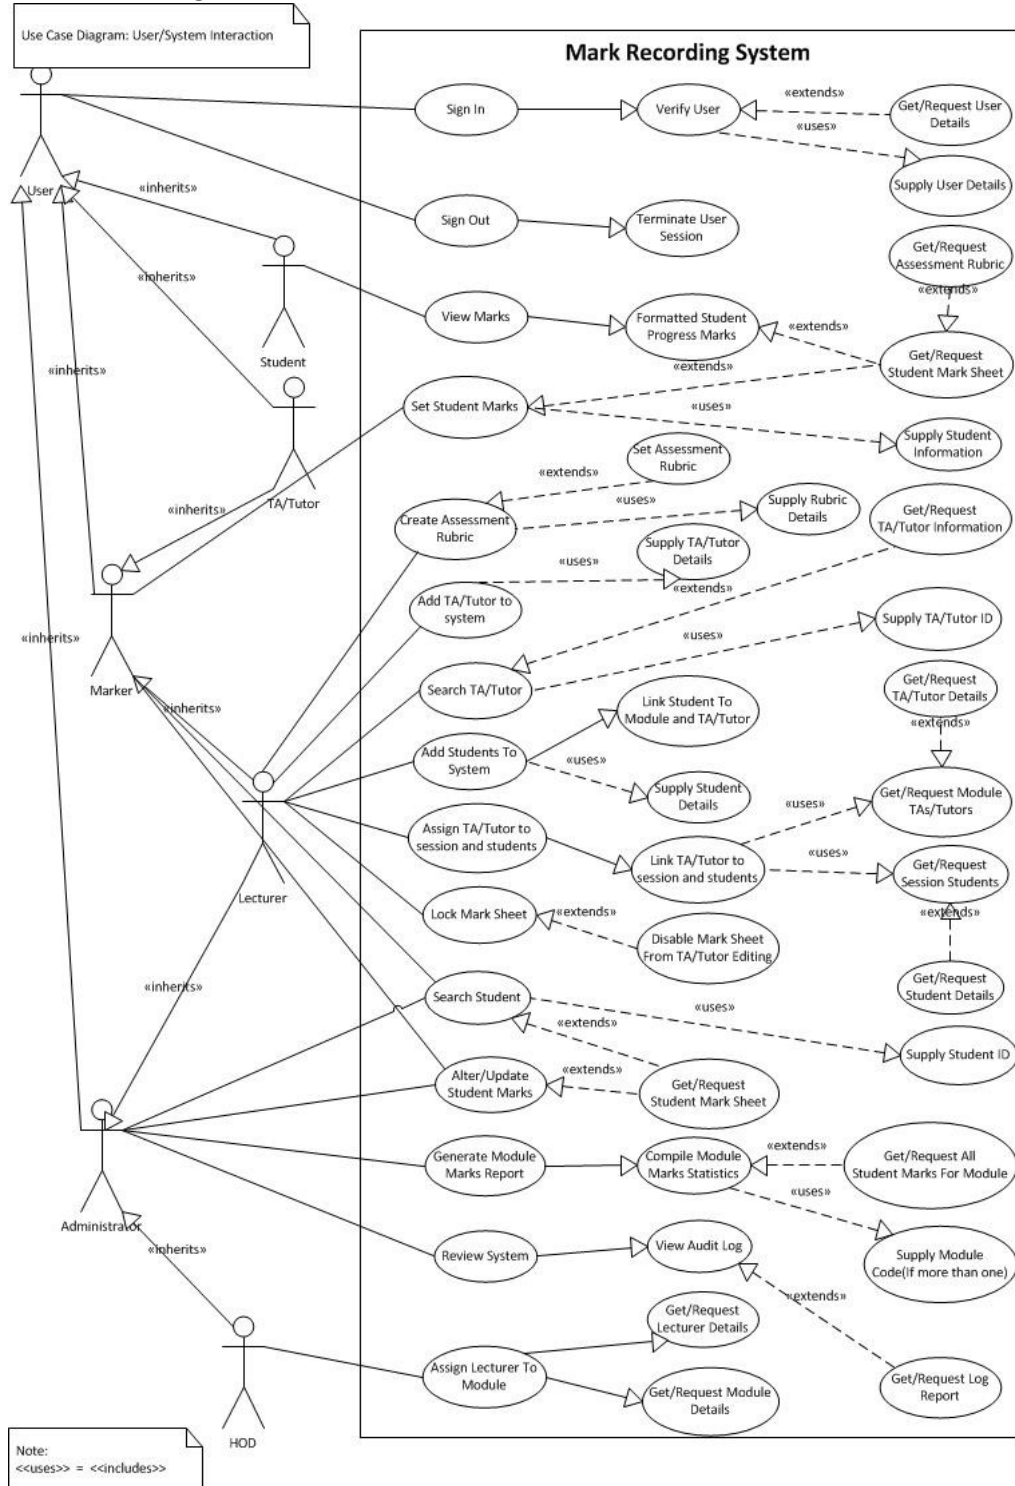 Use Case Diagram: User/System Interaction
Mark Recording System
Sign In
Verify User
«extends»
Get/Request User
Details
«uses»
Supply User Details
User
«inherits»
Sign Out
Terminate User
Session
Get/Request
Assessment Rubric
«extends»
«inherits»
View Marks
Formatted Student
Progress Marks
«extends»
Get/Request
Student Mark Sheet
Student
«inherits»
«extends»
Set Student Marks
«uses»
Supply Student
Information
Set Assessment
Rubric
«extends»
TA/Tutor
«inherits»
Create Assessment
Rubric
«uses»
Supply Rubric
Details
Get/Request
TA/Tutor Information
Supply TA/Tutor
Details
«uses»
«extends»
Add TA/Tutor to
system
«inherits»
«uses»
Supply TA/Tutor ID
Marker
«inherits»
Search TA/Tutor
Link Student To
Module and TA/Tutor
Get/Request
TA/Tutor Details
«extends»
Add Students To
System
«uses»
Supply Student
Details
Get/Request Module
TAs/Tutors
«uses»
Assign TA/Tutor to
session and students
Link TA/Tutor to
session and students
«uses»
Get/Request
Session Students
Lecturer
Lock Mark Sheet
«extends»
«extends»
Disable Mark Sheet
From TA/Tutor Editing
«inherits»
Get/Request
Student Details
Search Student
«uses»
«extends»
Supply Student ID
Alter/Update
Student Marks
«extends»
Get/Request
Student Mark Sheet
Generate Module
Marks Report
Compile Module
Marks Statistics
«extends»
Get/Request All
Student Marks For Module
«uses»
Administrator
«inherits»
Review System
View Audit Log
Supply Module
Code(If more than one)
«extends»
Get/Request
Lecturer Details
Assign Lecturer To
Module
Get/Request Module
Details
Get/Request Log
Report
HOD
Note:
<<uses>> = <<includes>>